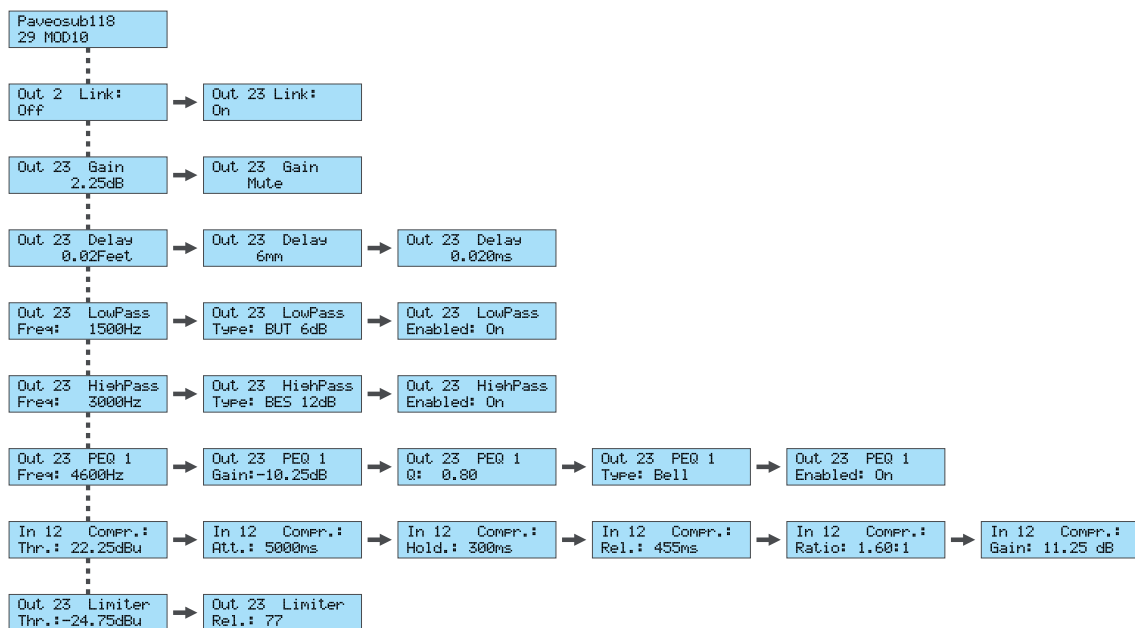 Paveosub118
29 MOD10
Out 2  Link:
Off
Out 23 Link:
On
Out 23  Gain
2.25dB
Out 23  Gain
Mute
Out 23  Delay
0.02Feet
Out 23  Delay
6mm
Out 23  Delay
0.020ms
Out 23  LowPass
Freq:   1500Hz
Out 23  LowPass
Type: BUT 6dB
Out 23  LowPass
Enabled: On
Out 23  HighPass
Freq:   3000Hz
Out 23  HighPass
Type: BES 12dB
Out 23  HighPass
Enabled: On
Out 23  PEQ 1
Freq: 4600Hz
Out 23  PEQ 1
Gain:-10.25dB
Out 23  PEQ 1
Q:  0.80
Out 23  PEQ 1
Type: Bell
Out 23  PEQ 1
Enabled: On
In 12   Compr.:
Thr.: 22.25dBu
In 12   Compr.:
Att.: 5000ms
In 12   Compr.:
Hold.: 300ms
In 12   Compr.:
Rel.: 455ms
In 12   Compr.:
Ratio: 1.60:1
In 12   Compr.:
Gain: 11.25 dB
Out 23  Limiter
Thr.:-24.75dBu
Out 23  Limiter
Rel.: 77